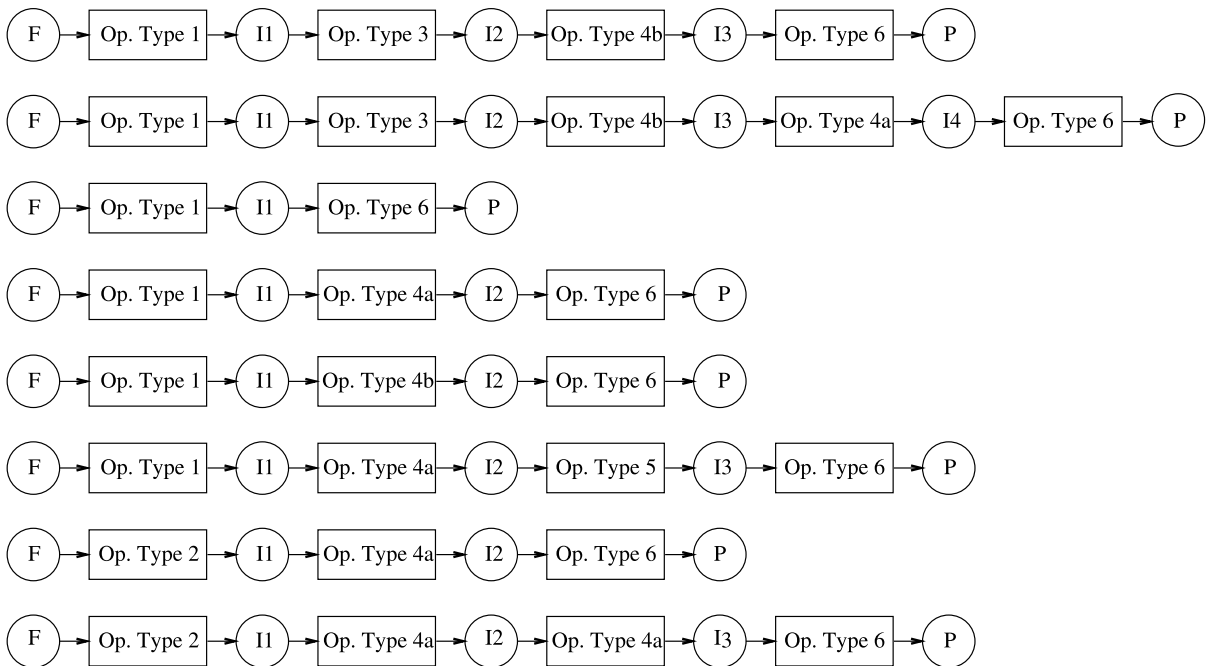 F Op. Type 1 I1 Op. Type 3 I2 Op. Type 4b I3 Op. Type 6 P
F Op. Type 1 I1 Op. Type 3 I2 Op. Type 4b I3 Op. Type 4a I4 Op. Type 6 P
F Op. Type 1 I1 Op. Type 6 P
F Op. Type 1 I1 Op. Type 4a I2 Op. Type 6 P
F Op. Type 1 I1 Op. Type 4b I2 Op. Type 6 P
F Op. Type 1 I1 Op. Type 4a I2 Op. Type 5 I3 Op. Type 6 P
F Op. Type 2 I1 Op. Type 4a I2 Op. Type 6 P
F Op. Type 2 I1 Op. Type 4a I2 Op. Type 4a I3 Op. Type 6 P